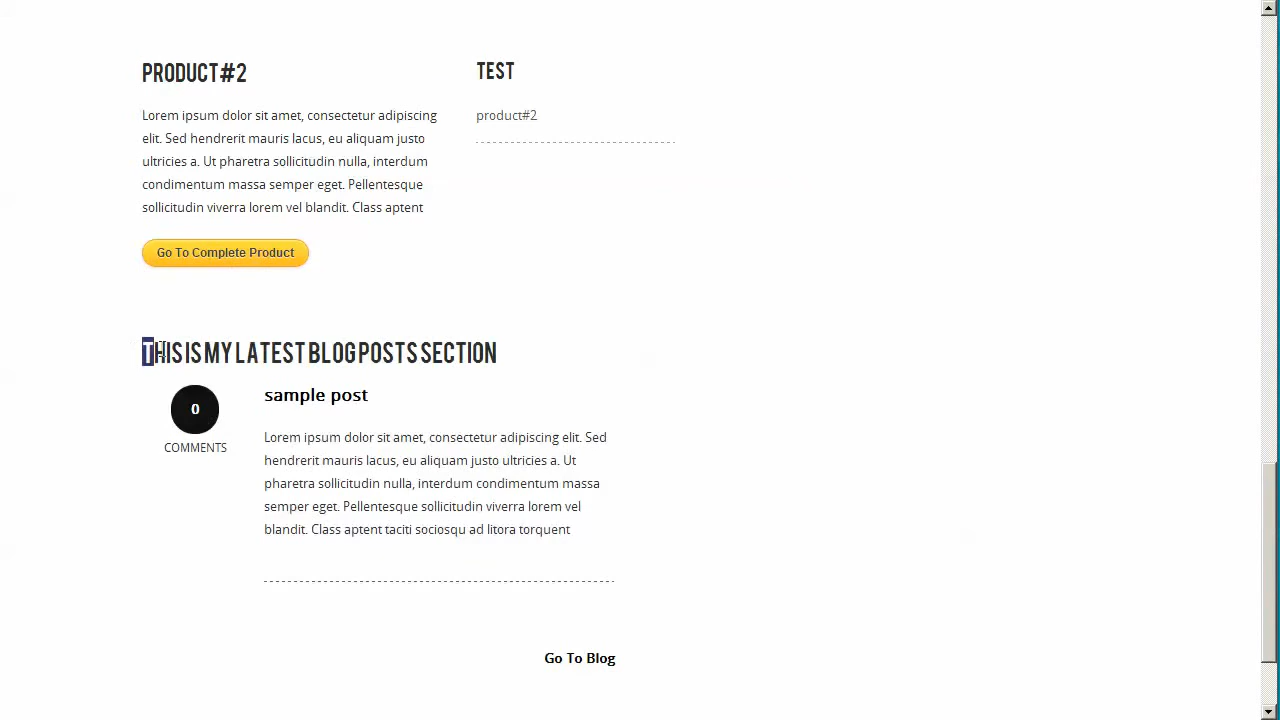 PRODUCT#2
Lorem ipsum dolor sit amet, consectetur adipiscing
elit. Sed hendrerit mauris lacus, eu aliquam justo
ultricies a. Ut pharetra sollicitudin nulla, interdum
condimentum massa semper eget. Pellentesque
sollicitudin viverra lorem vel blandit. Class aptent
Go To Complete Product
TEST
product#2
THIS IS MY LATEST BLOG POSTS SECTION
0
COMMENTS
sample post
Lorem ipsum dolor sit amet, consectetur adipiscing elit. Sed
hendrerit mauris lacus, eu aliquam justo ultricies a. Ut
pharetra sollicitudin nulla, interdum condimentum massa
semper eget. Pellentesque sollicitudin viverra lorem vel
blandit. Class aptent taciti sociosqu ad litora torquent
Go To Blog